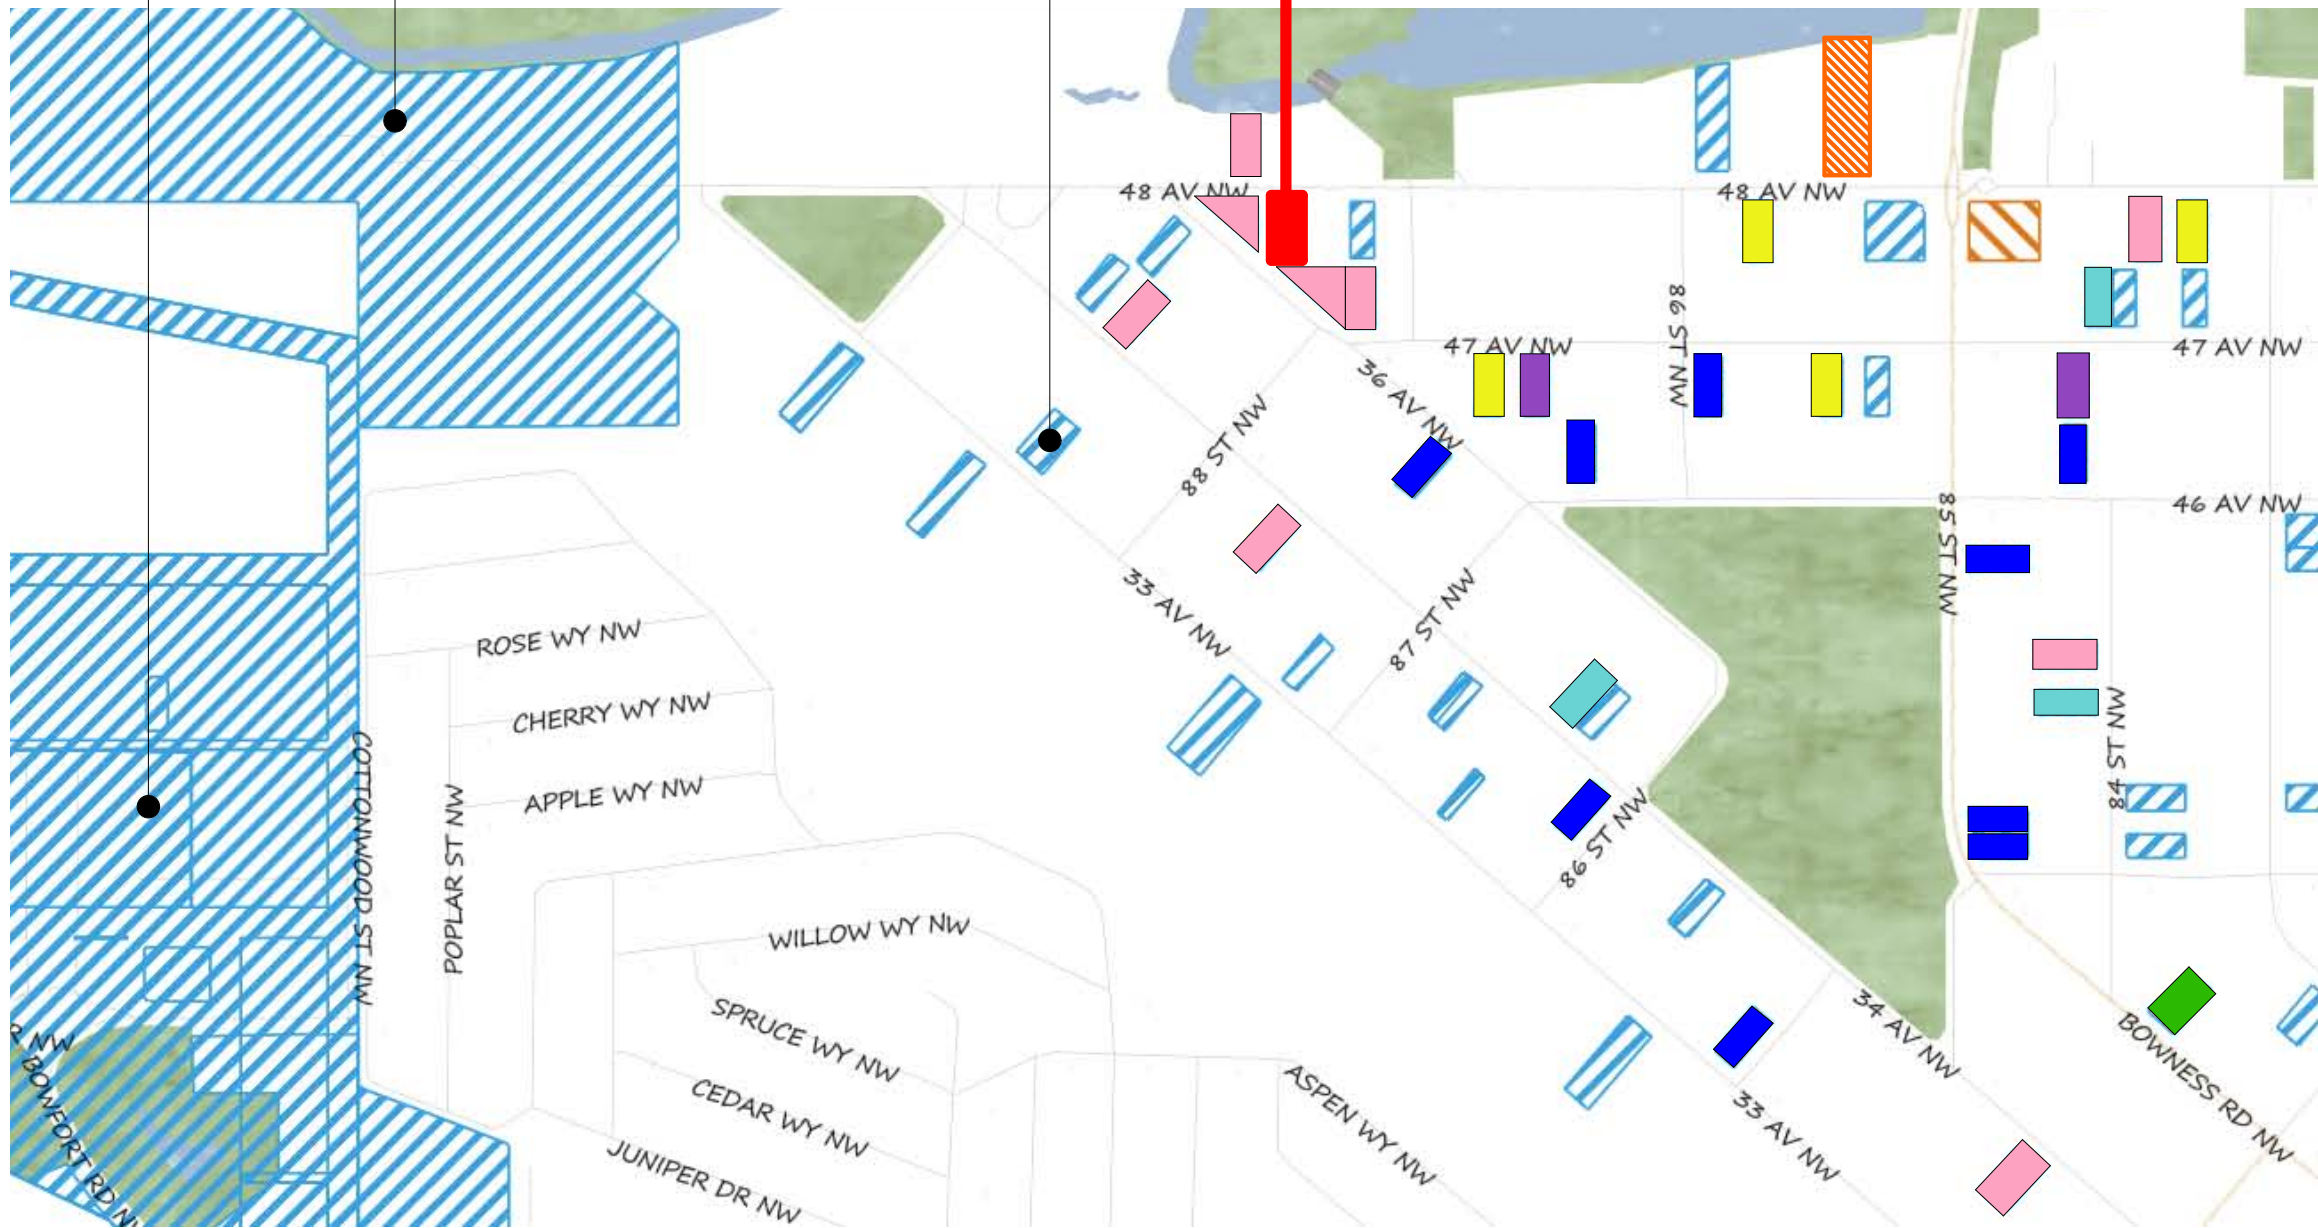 48 AV NW
48 AV NW
86 ST NW
47 AV NW
47 AV NW
36 AV NW
88 ST NW
46 AV NW
85 ST NW
33 AV NW
87 ST NW
ROSE WY NW
CHERRY WY NW
84 ST NW
COTTONWOOD ST NW
APPLE WY NW
POPLAR ST NW
86 ST NW
WILLOW WY NW
34 AV NW
SPRUCE WY NW
BOWNESS RD NW
R NW
BOWFORT RD NW
CEDAR WY NW
ASPEN WY NW
33 AV NW
JUNIPER DR NW